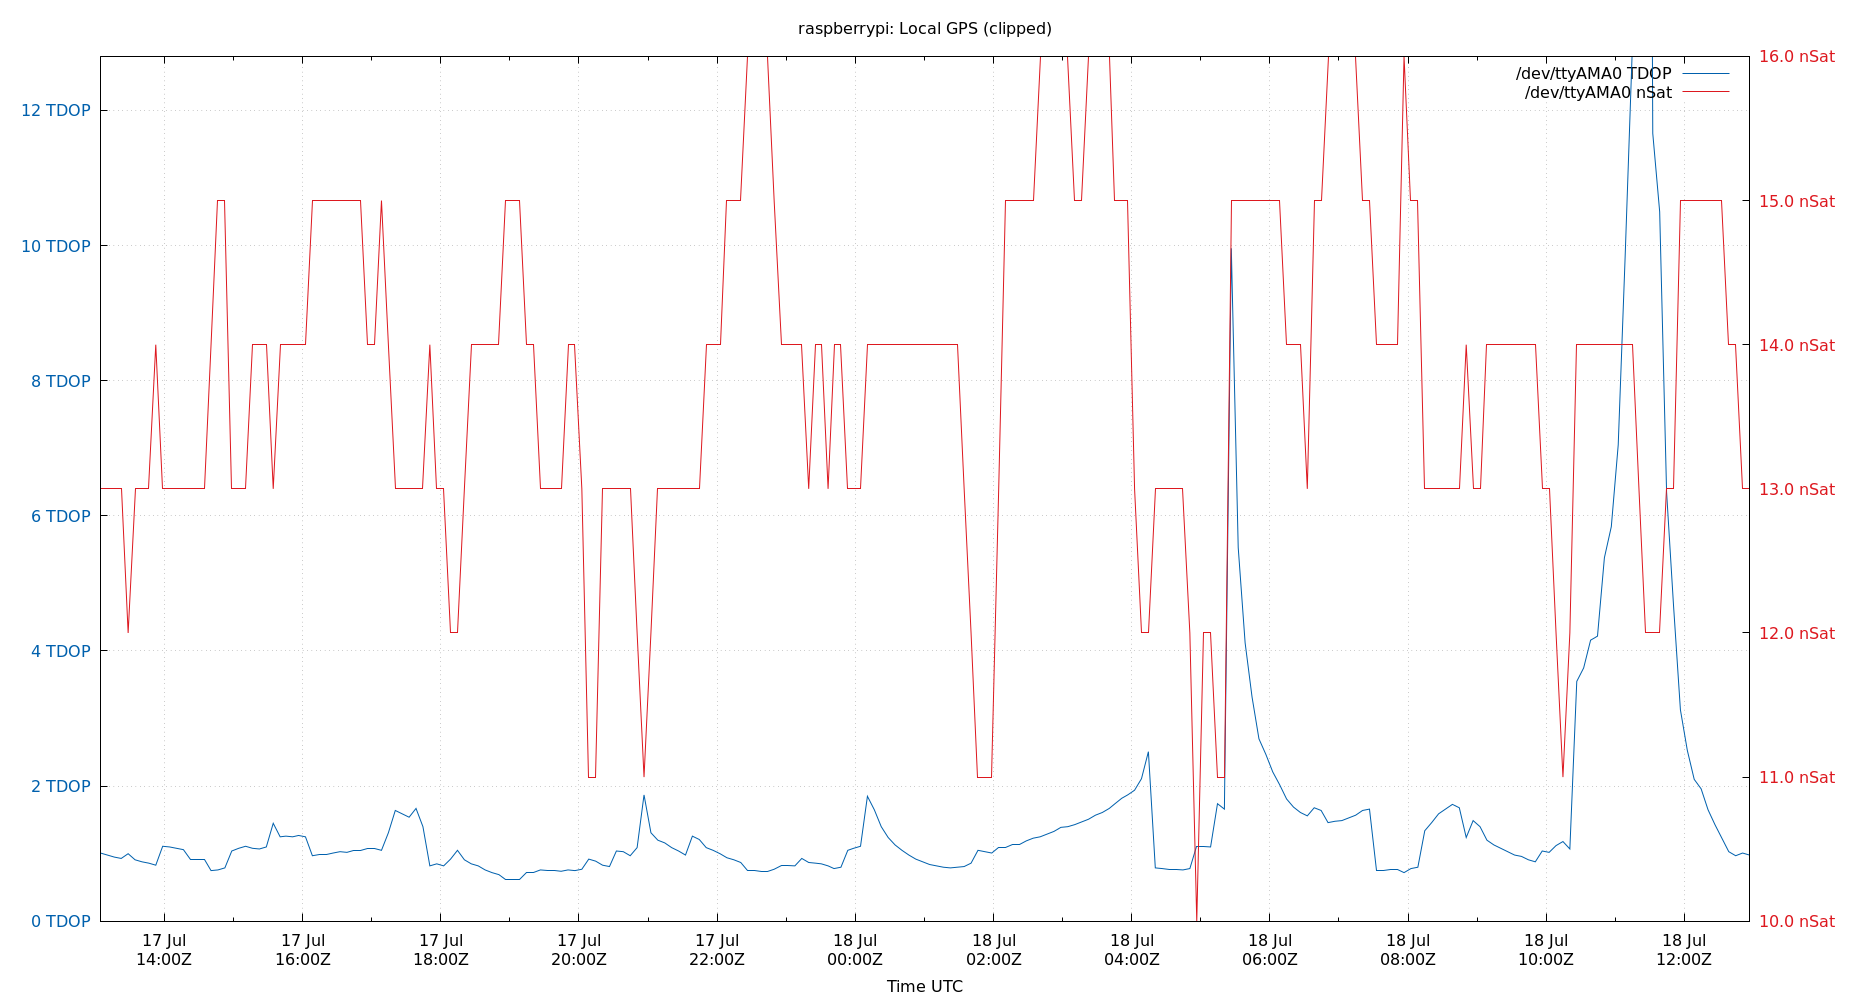 raspberrypi: Local GPS (clipped)
/dev/ttyAMA0 TDOP
/dev/ttyAMA0 nSat
12 TDOP
10 TDOP
8 TDOP
6 TDOP
4 TDOP
2 TDOP
0 TDOP
16.0 nSat
15.0 nSat
14.0 nSat
13.0 nSat
12.0 nSat
11.0 nSat
10.0 nSat
17 Jul
14:00Z
17 Jul
16:00Z
17 Jul
18:00Z
17 Jul
20:00Z
17 Jul
22:00Z
18 Jul
00:00Z
18 Jul
02:00Z
18 Jul
04:00Z
18 Jul
06:00Z
18 Jul
08:00Z
18 Jul
10:00Z
18 Jul
12:00Z
Time UTC